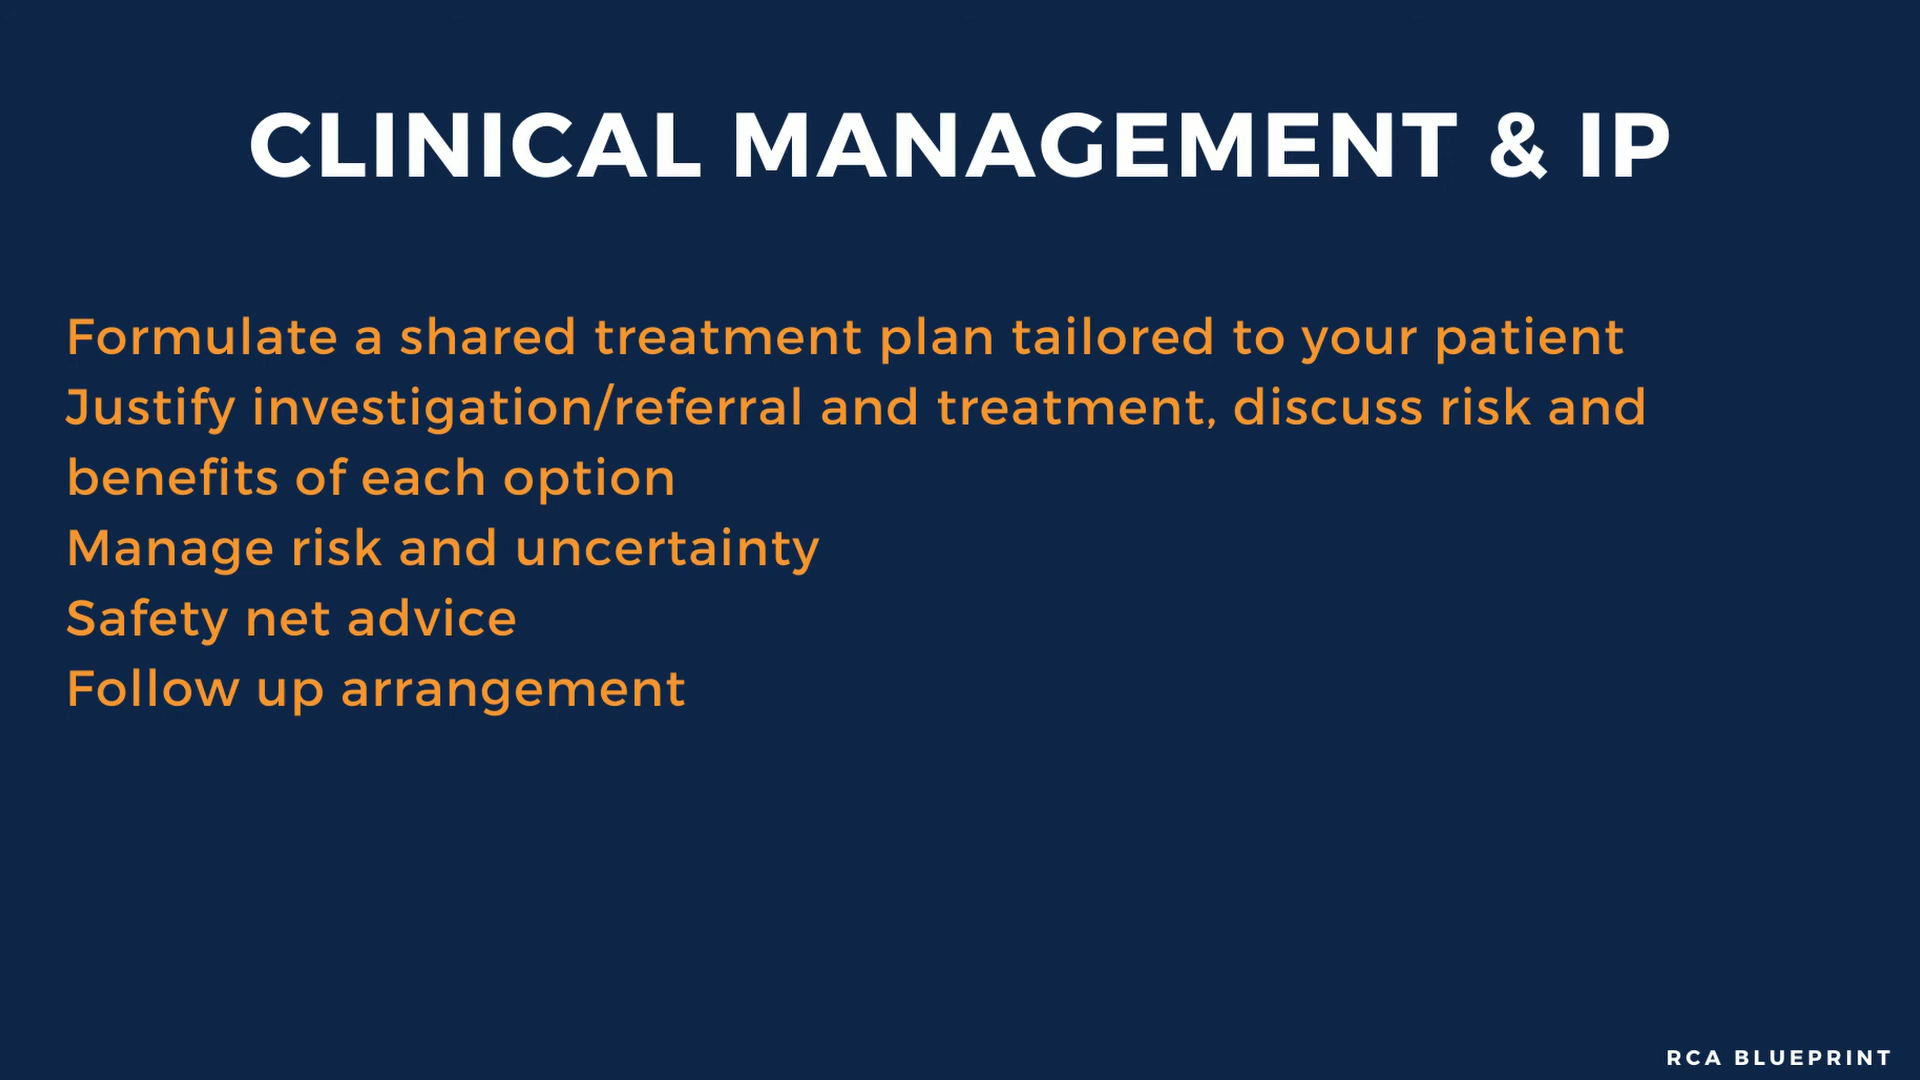 CLINICAL MANAGEMENT & IP
Formulate a shared treatment plan tailored to your patient
Justify investigation/referral and treatment, discuss risk and
benefits of each option
Manage risk and uncertainty
Safety net advice
Follow up arrangement
RCA BLUEPRINT